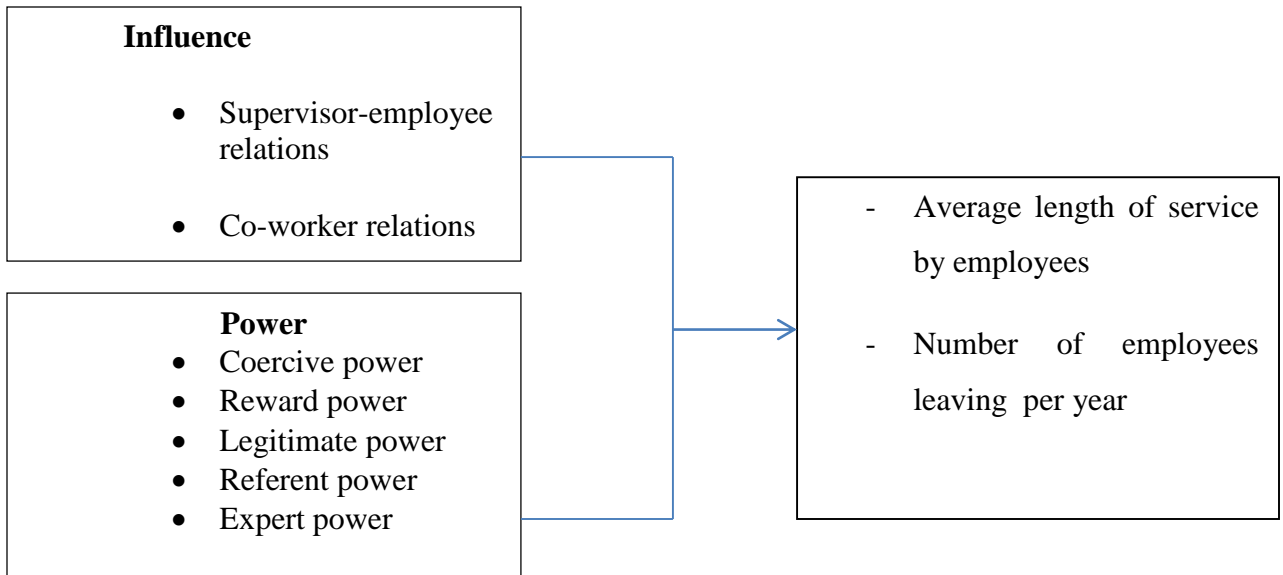 Influence
• Supervisor-employee
relations
• Co-worker relations
Power
• Coercive power
• Reward power
• Legitimate power
• Referent power
• Expert power
- Average length of service
by employees
- Number of employees
leaving per year